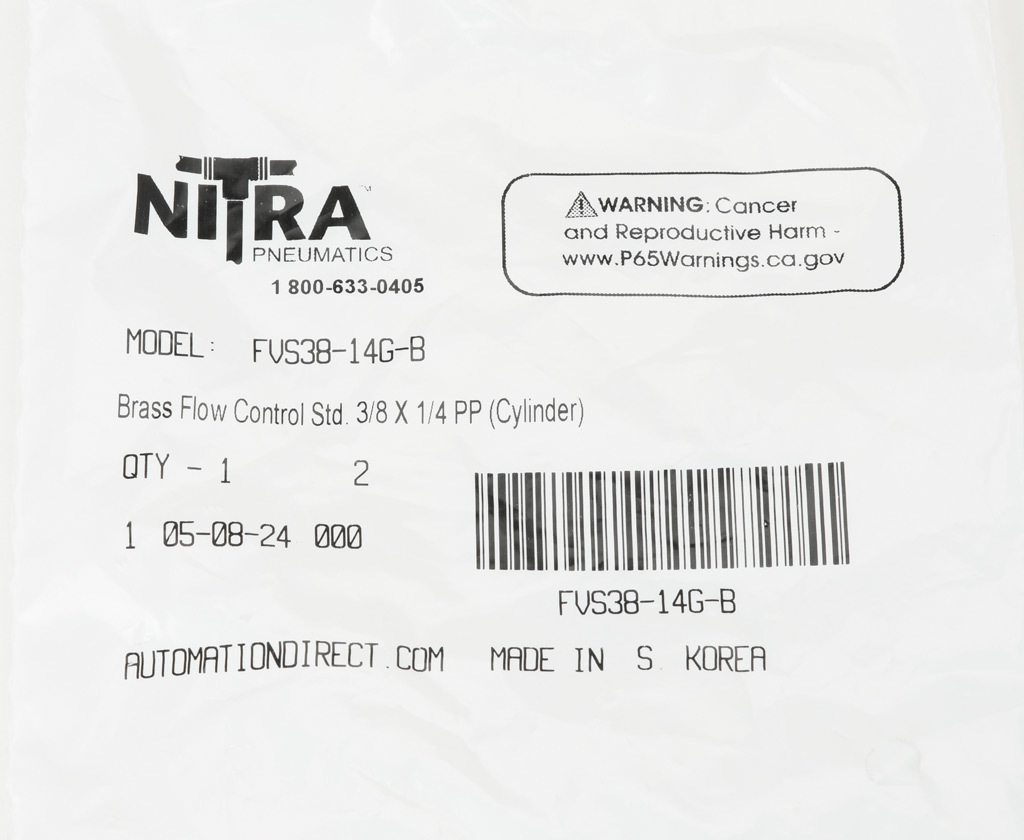 NITRA™
PNEUMATICS
1 800-633-0405
⚠WARNING: Cancer
and Reproductive Harm -
www.P65Warnings.ca.gov
MODEL: FVS38-14G-B
Brass Flow Control Std. 3/8 X 1/4 PP (Cylinder)
QTY - 1 2
1 05-08-24 000
FVS38-14G-B
AUTOMATIONDIRECT.COM MADE IN S. KOREA